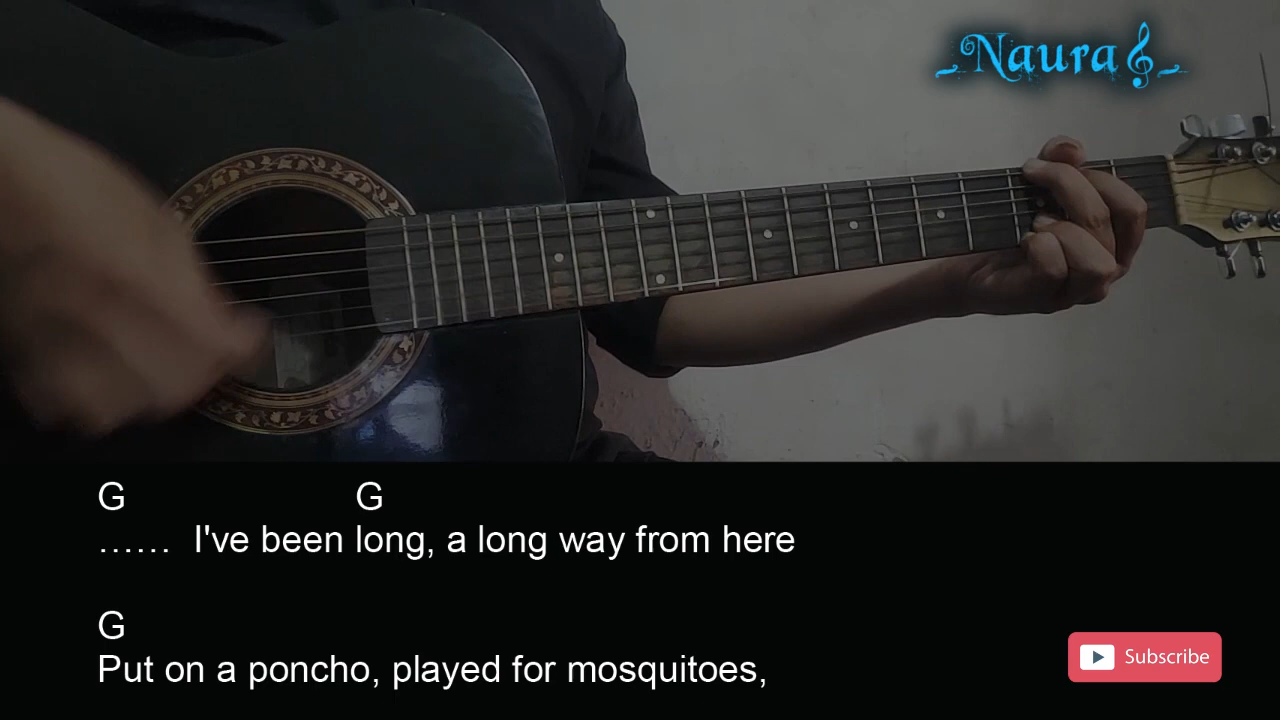 Naura
G G
...... I've been long, a long way from here
G
Put on a poncho, played for mosquitoes,
Subscribe